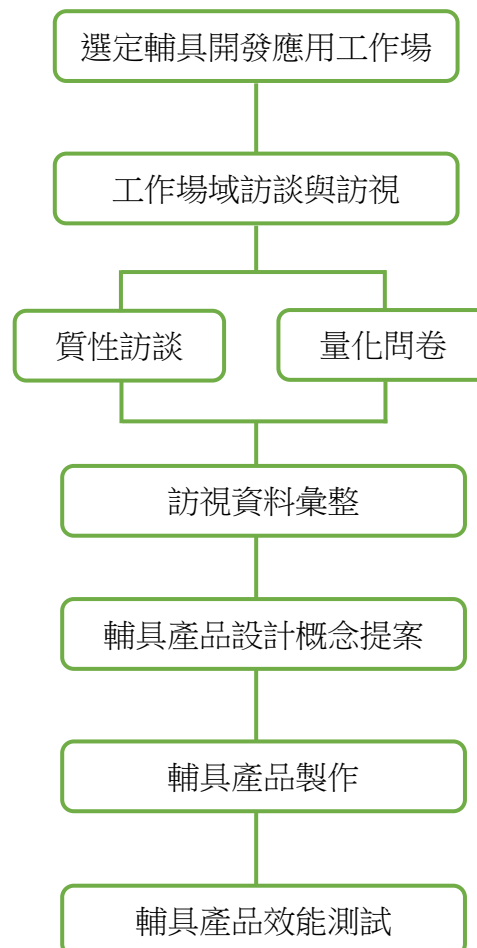 選定輔具開發應用工作場
工作場域訪談與訪視
質性訪談
量化問卷
訪視資料彙整
輔具產品設計概念提案
輔具產品製作
輔具產品效能測試